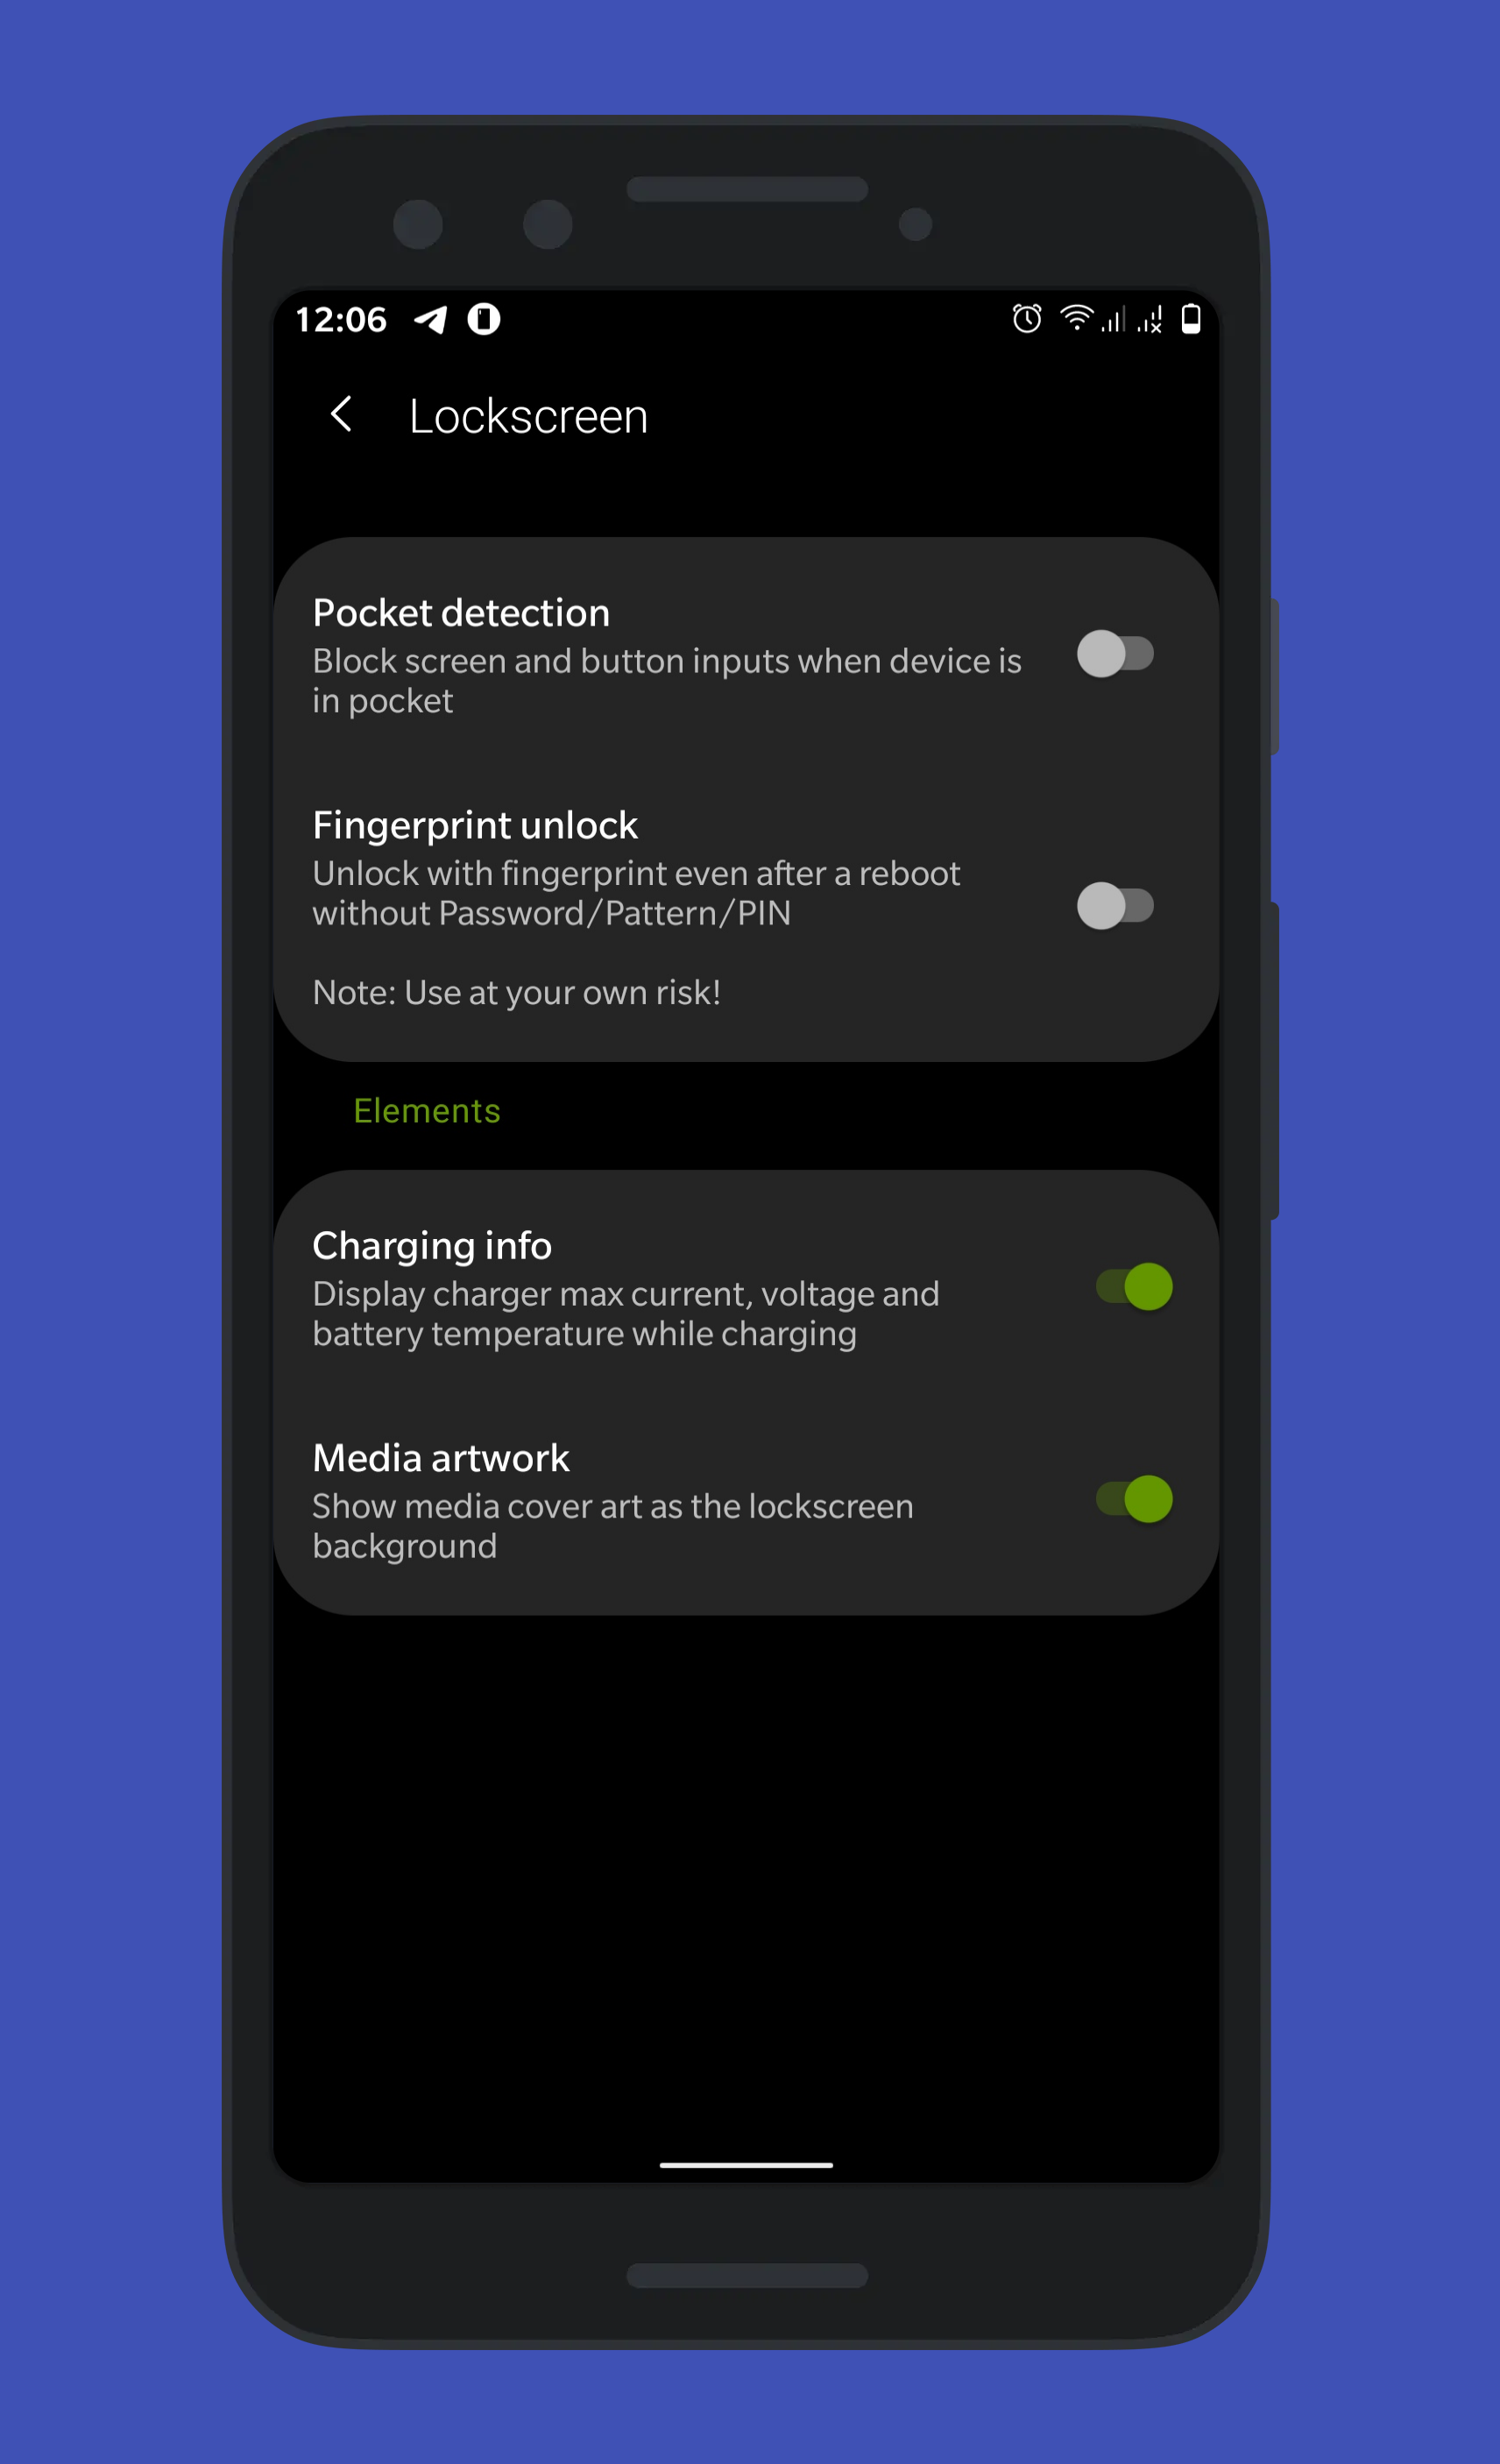 12:06
Lockscreen
Pocket detection
Block screen and button inputs when device is
in pocket
Fingerprint unlock
Unlock with fingerprint even after a reboot
without Password/Pattern/PIN
Note: Use at your own risk!
Elements
Charging info
Display charger max current, voltage and
battery temperature while charging
Media artwork
Show media cover art as the lockscreen
background